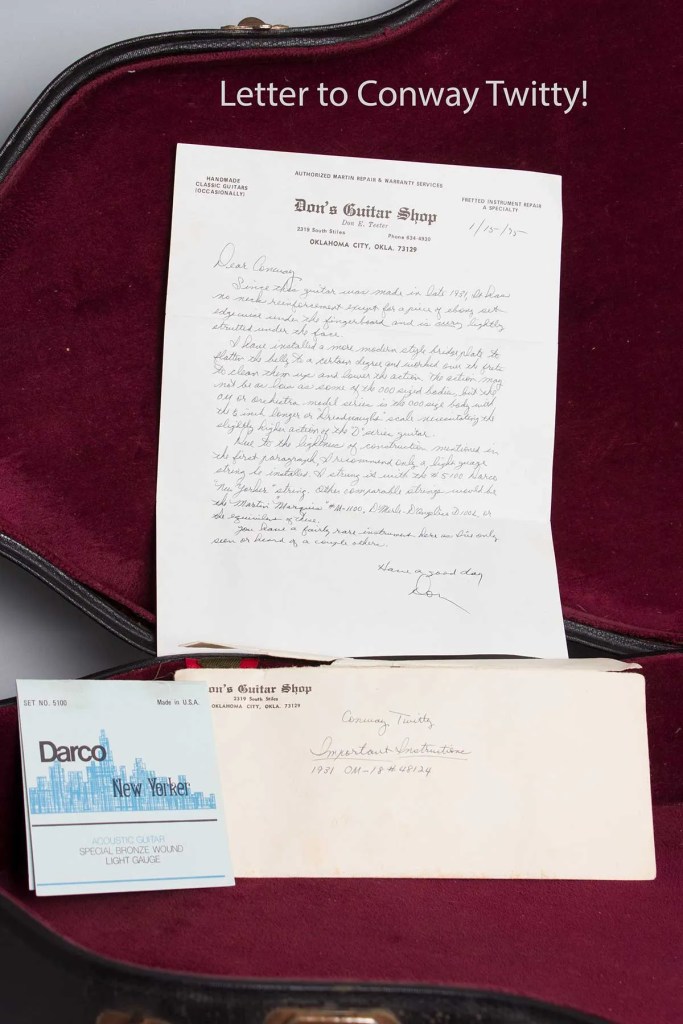 Letter to Conway Twitty!
HANDMADE
CLASSIC GUITARS
(OCCASIONALLY)
AUTHORIZED MARTIN REPAIR & WARRANTY SERVICES
FRETTED INSTRUMENT REPAIR
A SPECIALTY
Don's Guitar Shop
Don E. Teeter
2319 South Stiles Phone 634-4920
OKLAHOMA CITY, OKLA. 73129
1/15/75
Dear Conway
Since this guitar was made in late 1931, it has
no neck reinforcement except for a piece of ebony set
edgewise under the fingerboard and is very lightly
strutted under the face.
I have installed a more modern style bridge plate to
flatten the belly to a certain degree and worked over the frets
to clean them up and lower the action. The action may
not be as low as some of the 000 sized bodies, but the
OM or orchestra model series is the 000 size body with
the inch longer or "Dreadnaught" scale necessitating the
slightly higher action of the "D" series guitar.
Due to the lightness of construction mentioned in
the first paragraph, I recommend only a light guage
string be installed. I strung it with the #5100 Darco
"New Yorker" string. Other comparable strings would be
the Martin "Marquis" #M-1100, or
the equivalent of these.
You have a fairly rare instrument here as I've only
seen or heard of a couple others.
Have a good day
Don
on's Guitar Shop
2319 South Stiles
OKLAHOMA CITY, OKLA. 73129
Conway Twitty
Important Instructions
1931 OM-18 #48124
SET NO. 5100 Made in U.S.A.
Darco
New Yorker
ACOUSTIC GUITAR
SPECIAL BRONZE WOUND
LIGHT GAUGE